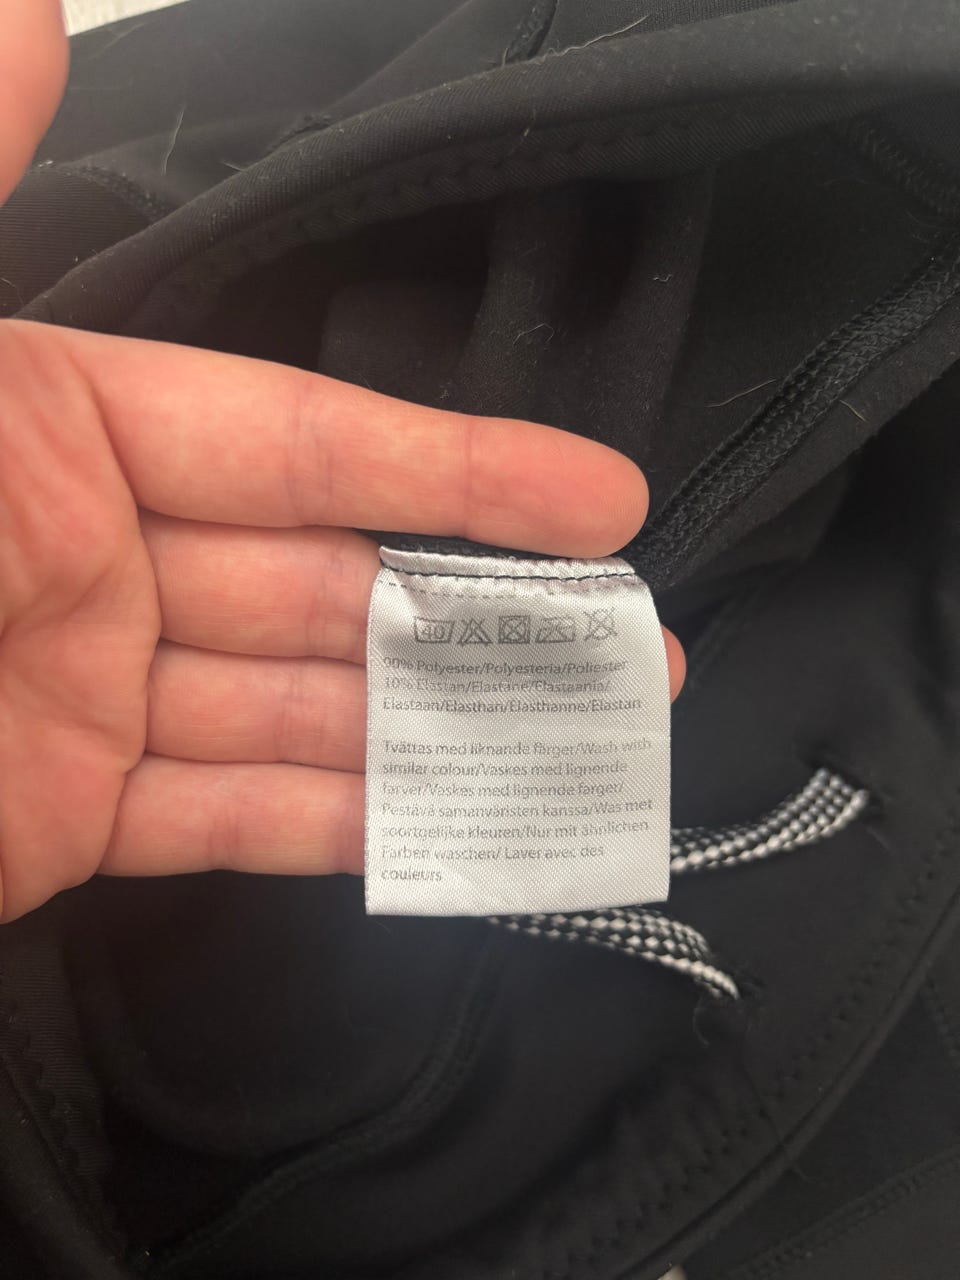 40
90% Polyester/Polyesteria/Poliester
10% Elastan/Elastane/Elastaania/
Elastaan/Elasthan/Elasthanne/Elastan
Tvättas med liknande färger/Wash with
similar colour/Vaskes med lignende
farver/Vaskes med lignende farger/
Pestävä samanväristen kanssa/Was met
soortgelijke kleuren/Nur mit ähnlichen
Farben waschen/ Laver avec des
couleurs